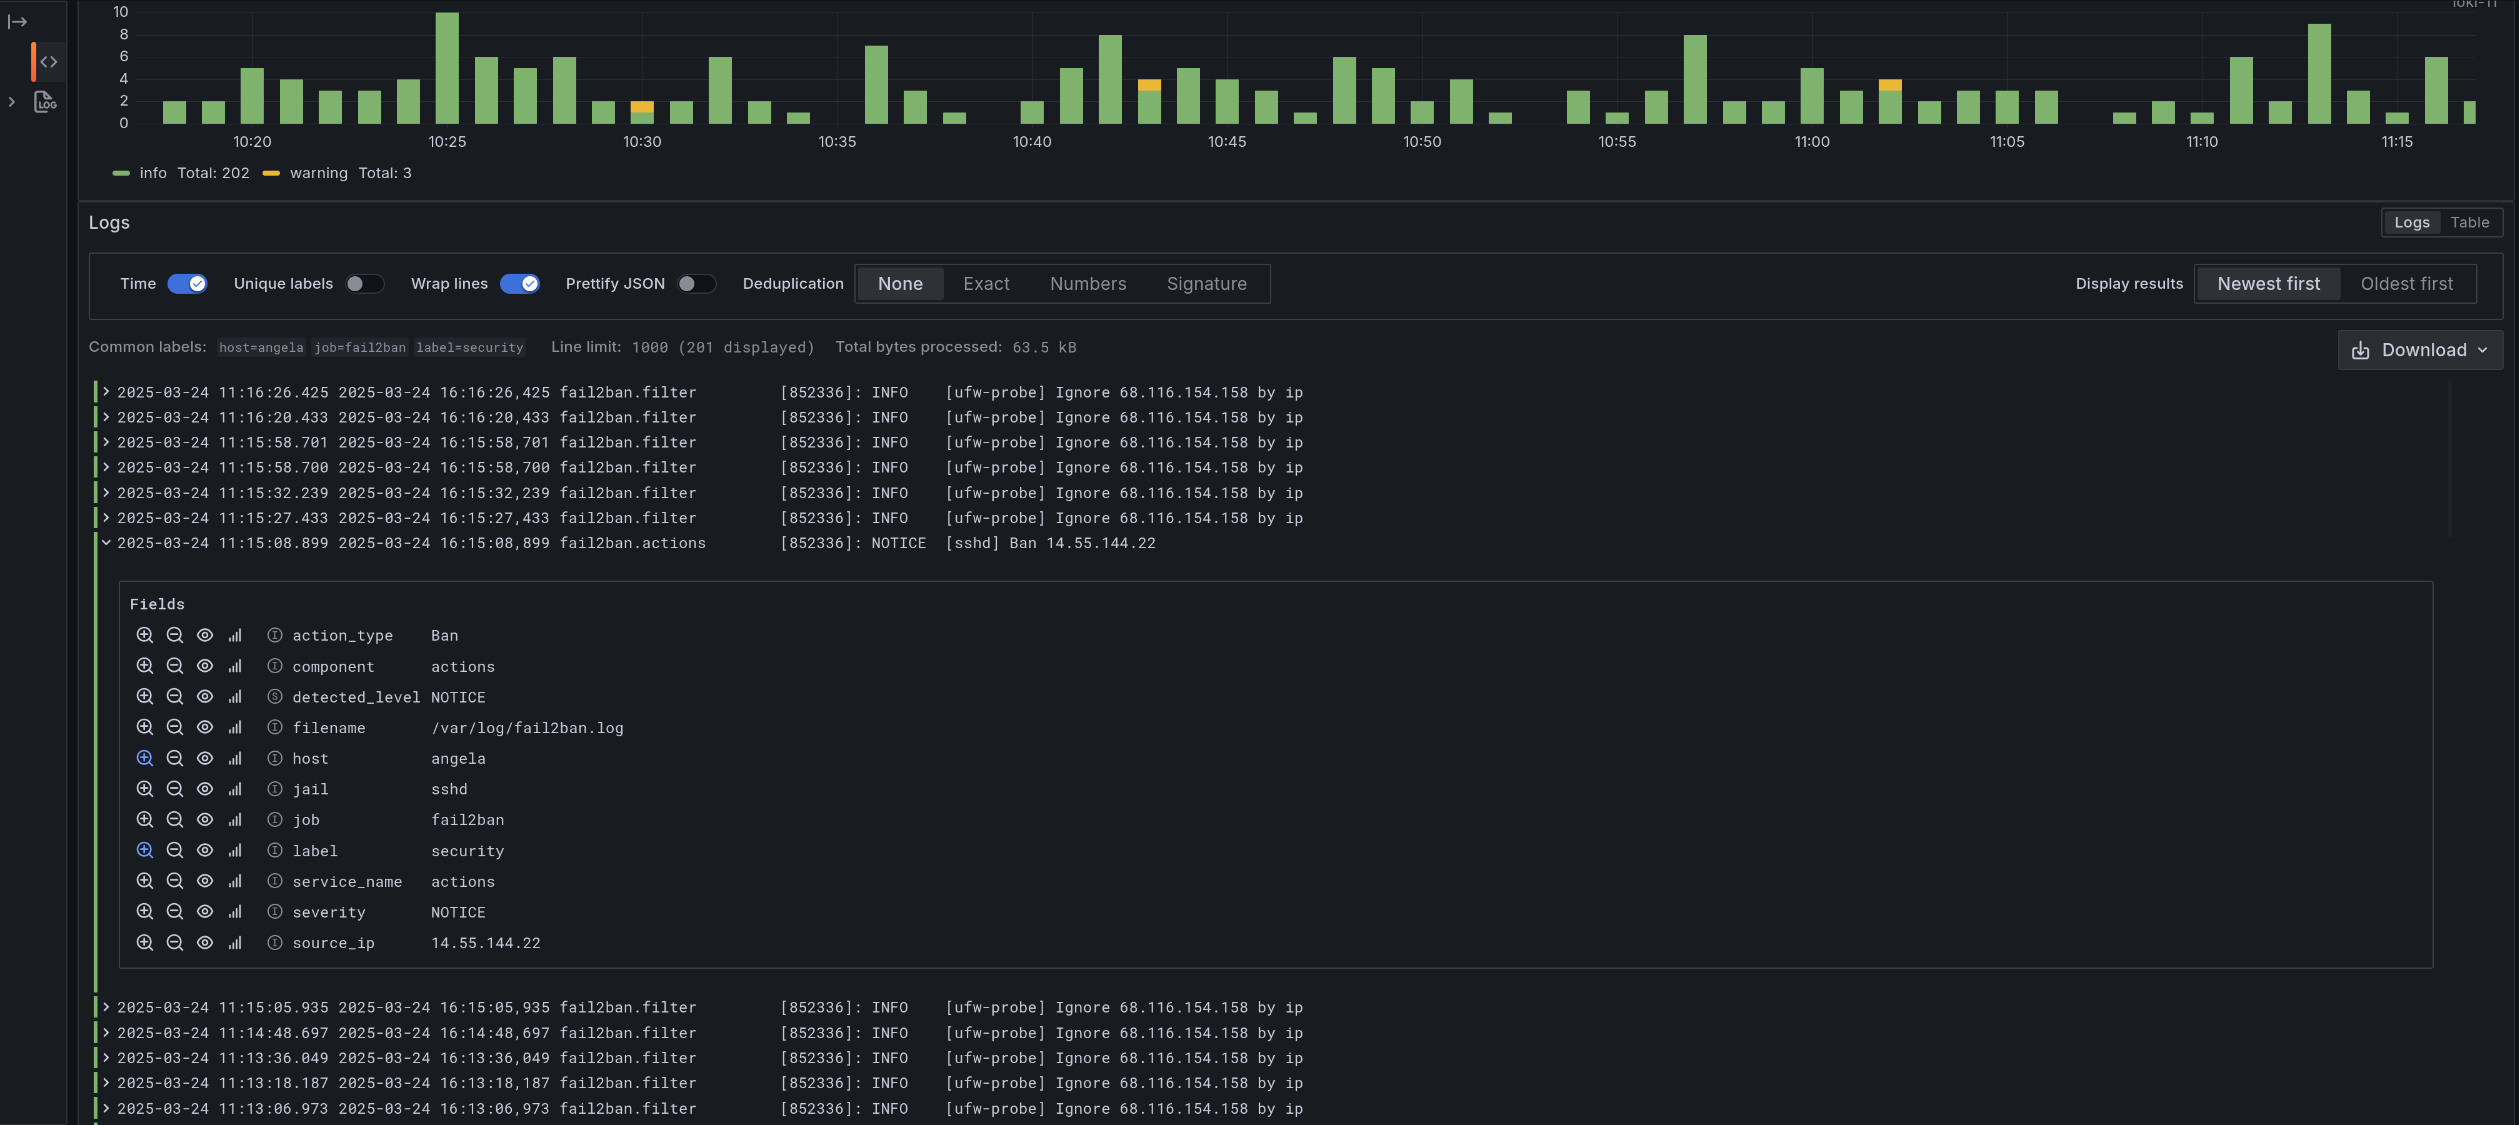 loki-11
10
8
6
4
2
0
10:20 10:25 10:30 10:35 10:40 10:45 10:50 10:55 11:00 11:05 11:10 11:15
info Total: 202 warning Total: 3
LOG
Logs
Logs Table
Time Unique labels Wrap lines Prettify JSON Deduplication None Exact Numbers Signature Display results Newest first Oldest first
Common labels: host=angela job=fail2ban label=security Line limit: 1000 (201 displayed) Total bytes processed: 63.5 kB
Download
2025-03-24 11:16:26.425 2025-03-24 16:16:26,425 fail2ban.filter [852336]: INFO [ufw-probe] Ignore 68.116.154.158 by ip
2025-03-24 11:16:20.433 2025-03-24 16:16:20,433 fail2ban.filter [852336]: INFO [ufw-probe] Ignore 68.116.154.158 by ip
2025-03-24 11:15:58.701 2025-03-24 16:15:58,701 fail2ban.filter [852336]: INFO [ufw-probe] Ignore 68.116.154.158 by ip
2025-03-24 11:15:58.700 2025-03-24 16:15:58,700 fail2ban.filter [852336]: INFO [ufw-probe] Ignore 68.116.154.158 by ip
2025-03-24 11:15:32.239 2025-03-24 16:15:32,239 fail2ban.filter [852336]: INFO [ufw-probe] Ignore 68.116.154.158 by ip
2025-03-24 11:15:27.433 2025-03-24 16:15:27,433 fail2ban.filter [852336]: INFO [ufw-probe] Ignore 68.116.154.158 by ip
2025-03-24 11:15:08.899 2025-03-24 16:15:08,899 fail2ban.actions [852336]: NOTICE [sshd] Ban 14.55.144.22
Fields
action_type Ban
component actions
detected_level NOTICE
filename /var/log/fail2ban.log
host angela
jail sshd
job fail2ban
label security
service_name actions
severity NOTICE
source_ip 14.55.144.22
2025-03-24 11:15:05.935 2025-03-24 16:15:05,935 fail2ban.filter [852336]: INFO [ufw-probe] Ignore 68.116.154.158 by ip
2025-03-24 11:14:48.697 2025-03-24 16:14:48,697 fail2ban.filter [852336]: INFO [ufw-probe] Ignore 68.116.154.158 by ip
2025-03-24 11:13:36.049 2025-03-24 16:13:36,049 fail2ban.filter [852336]: INFO [ufw-probe] Ignore 68.116.154.158 by ip
2025-03-24 11:13:18.187 2025-03-24 16:13:18,187 fail2ban.filter [852336]: INFO [ufw-probe] Ignore 68.116.154.158 by ip
2025-03-24 11:13:06.973 2025-03-24 16:13:06,973 fail2ban.filter [852336]: INFO [ufw-probe] Ignore 68.116.154.158 by ip